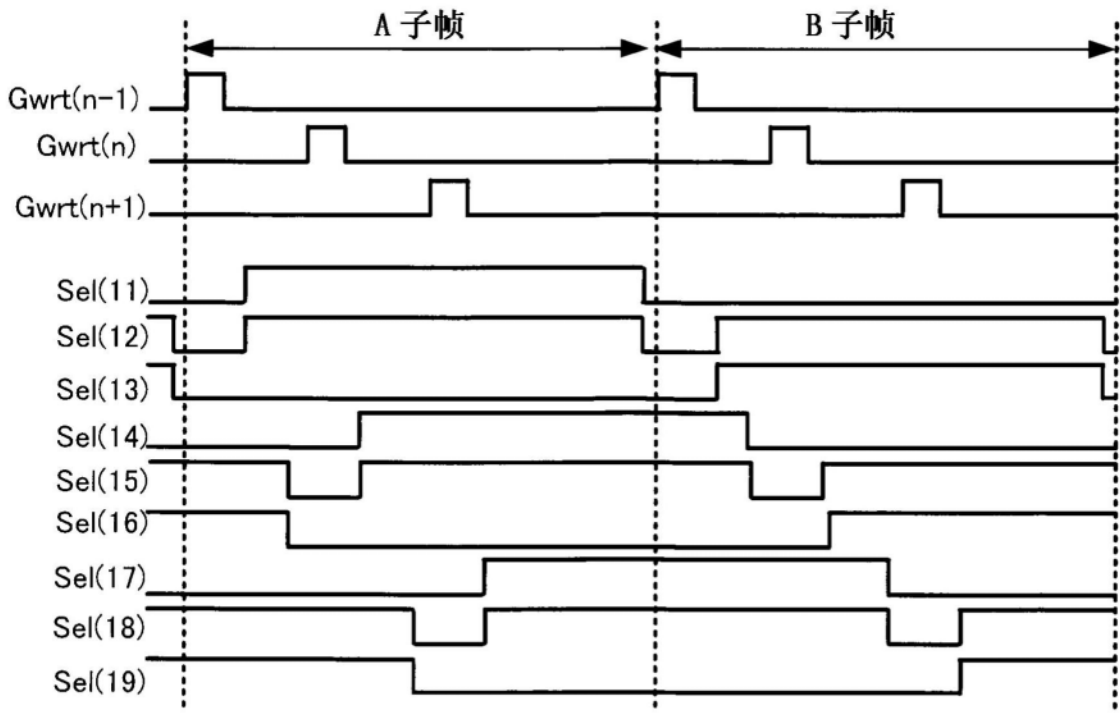 A 子帧
B 子帧
Gwrt(n-1)
Gwrt(n)
Gwrt(n+1)
Sel(11)
Sel(12)
Sel(13)
Sel(14)
Sel(15)
Sel(16)
Sel(17)
Sel(18)
Sel(19)